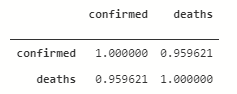 confirmed deaths
confirmed 1.000000 0.959621
deaths 0.959621 1.000000